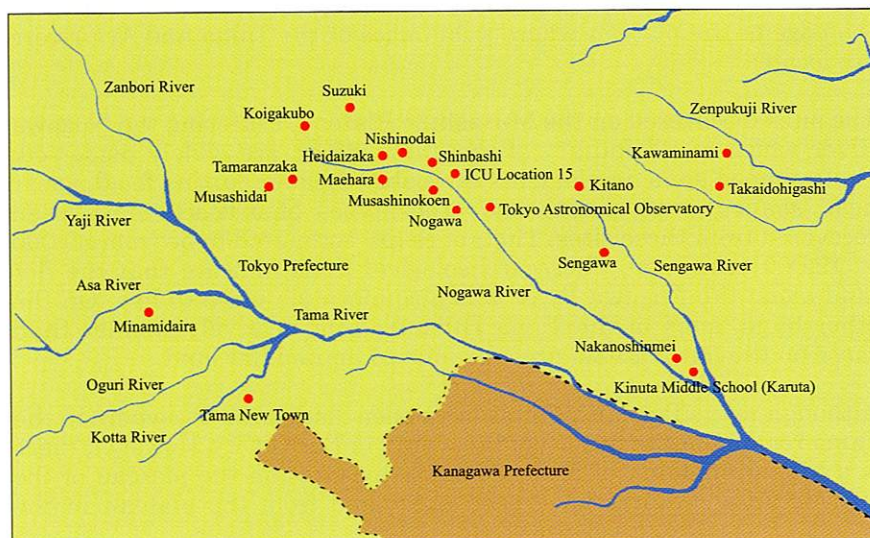 Zanbori River
Suzuki
Koigakubo
Zenpukuji River
Nishinodai
Heidaizaka
Shinbashi
Kawaminami
Tamaranzaka
Maehara
ICU Location 15
Musashidai
Musashinokoen
Kitano
Takaidohigashi
Nogawa
Tokyo Astronomical Observatory
Yaji River
Tokyo Prefecture
Sengawa
Sengawa River
Asa River
Nogawa River
Minamidaira
Tama River
Nakanoshinmei
Oguri River
Kinuta Middle School (Karuta)
Tama New Town
Kotta River
Kanagawa Prefecture